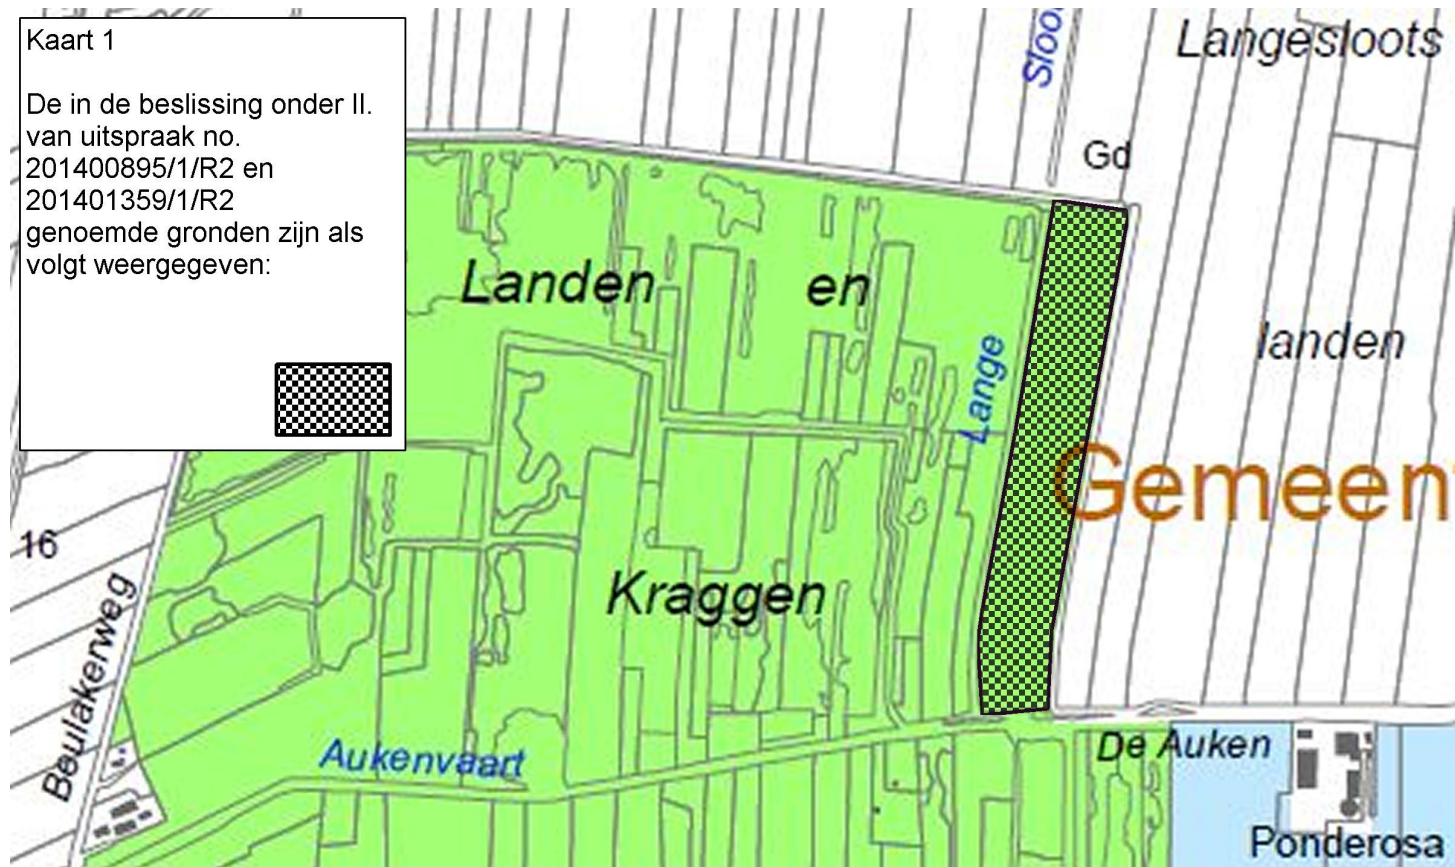 Kaart 1
De in de beslissing onder II.
van uitspraak no.
201400895/1/R2 en
201401359/1/R2
genoemde gronden zijn als
volgt weergegeven:
Langesloots
Gd
Landen en
landen
Lange
Gemeen
16
Kraggen
Beulakerweg
Aukenvaart
De Auken
Ponderosa